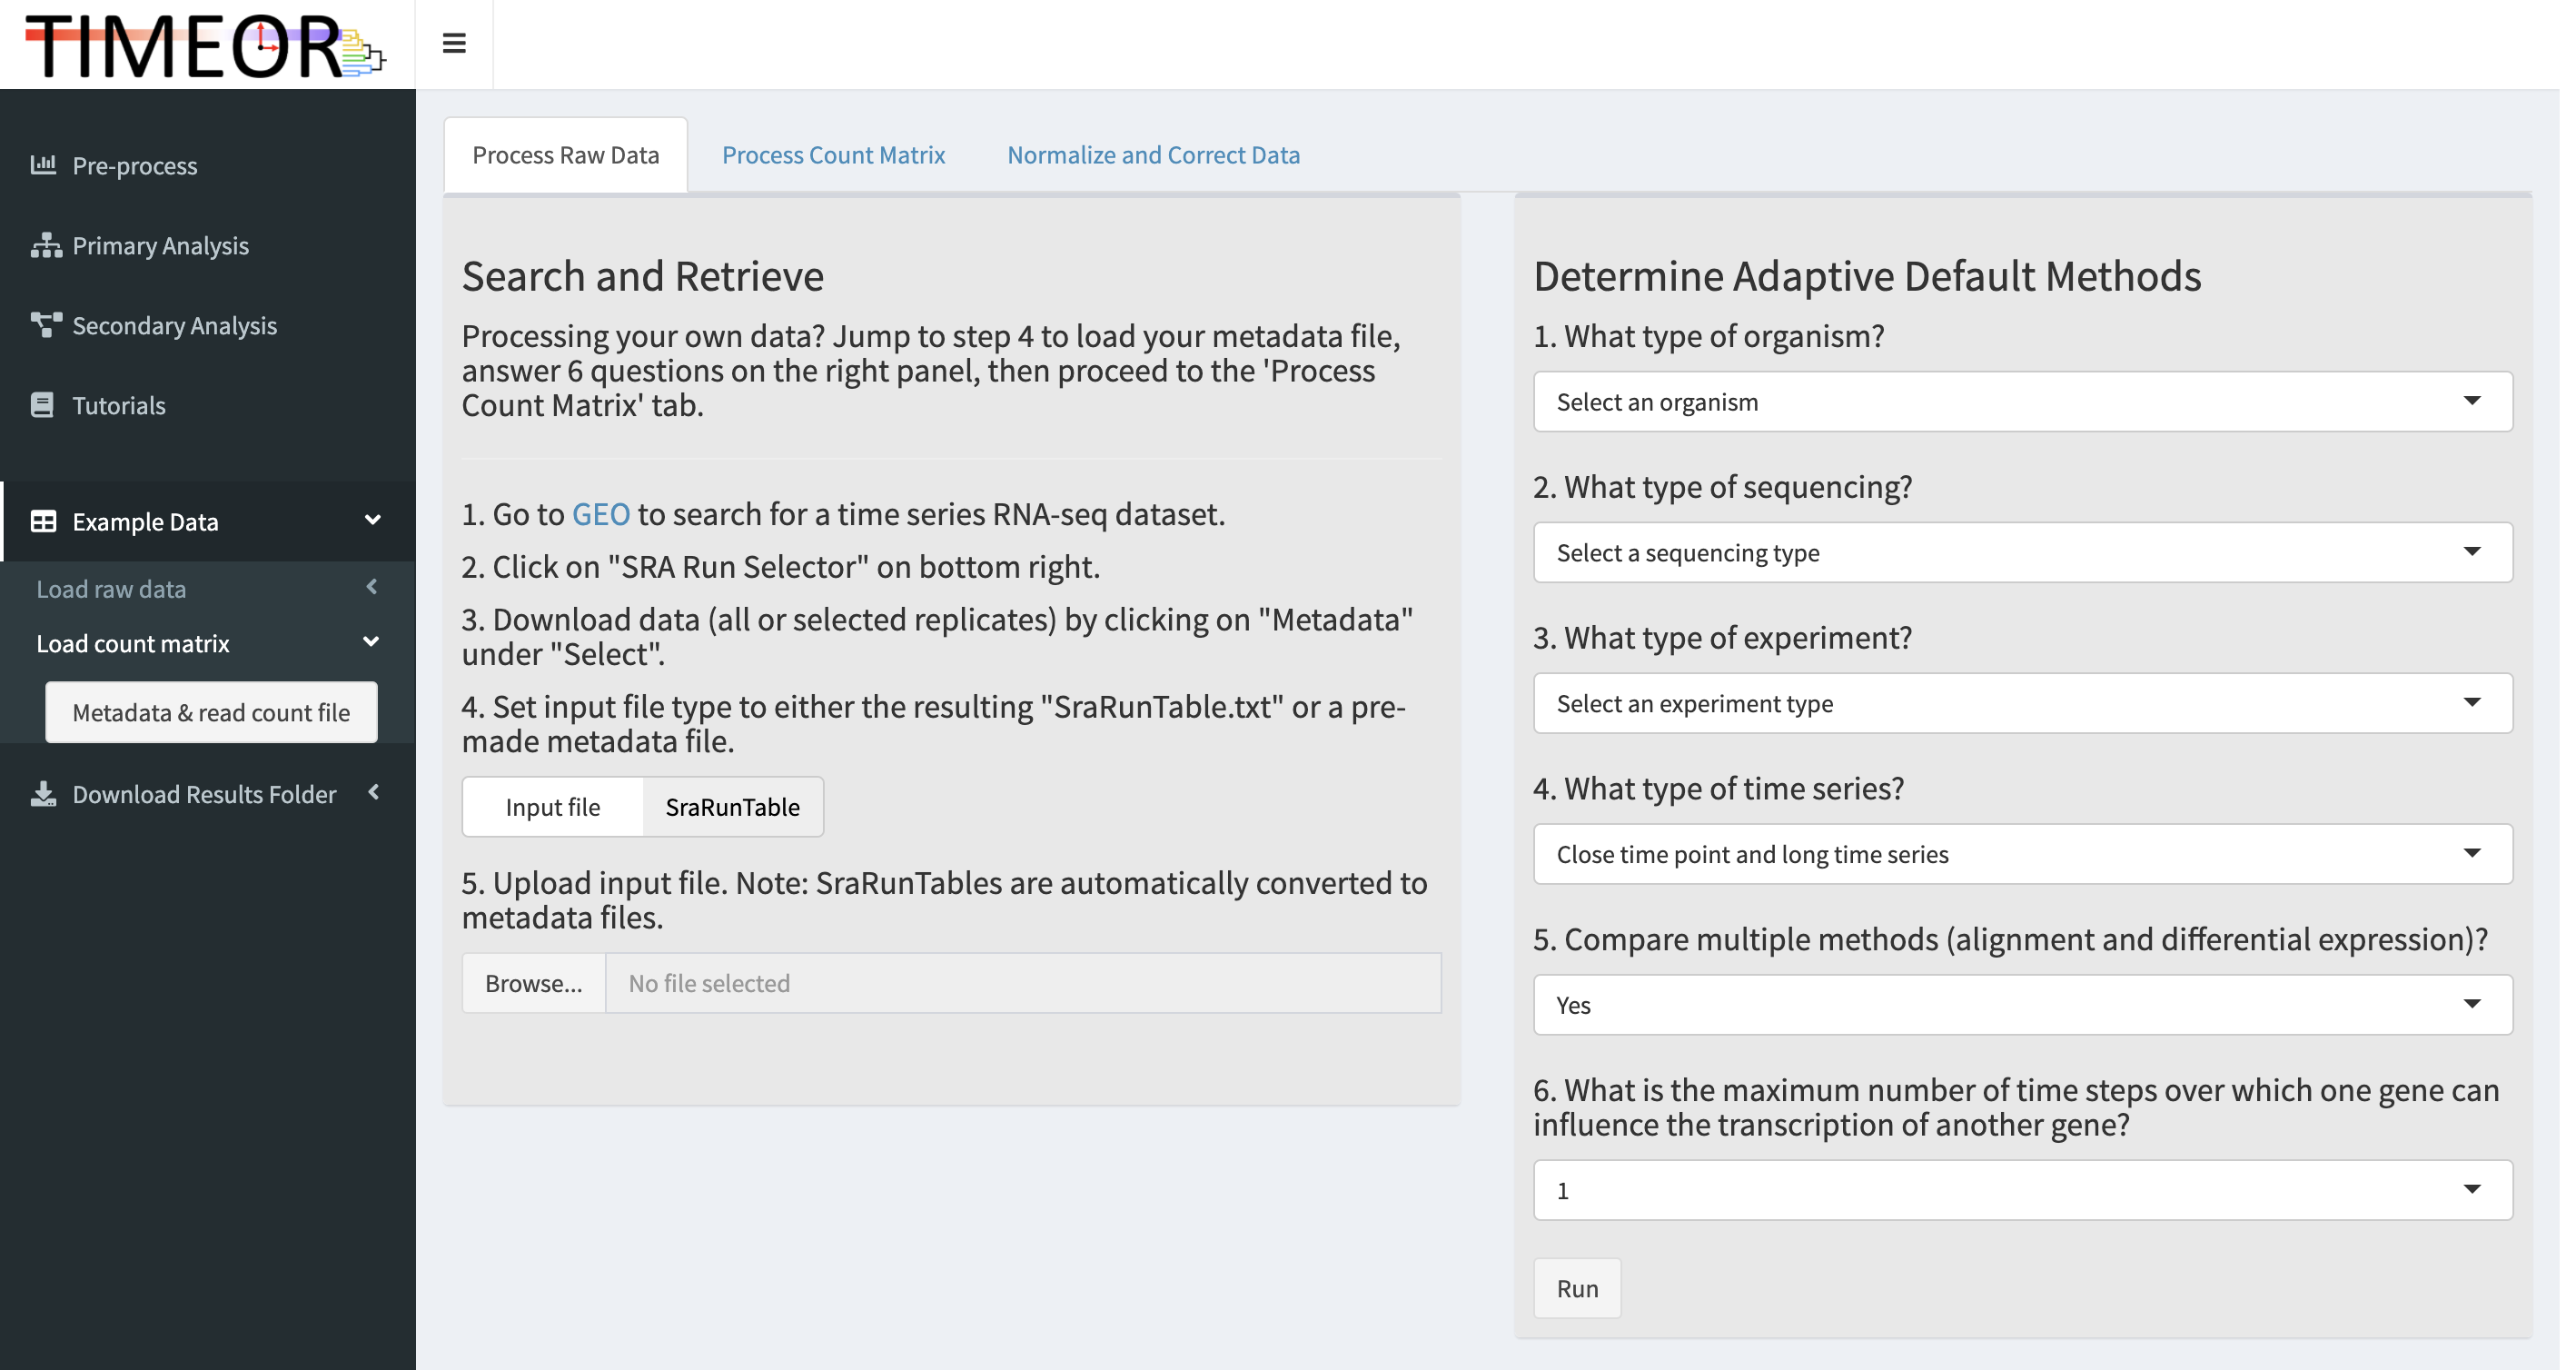 TIMEOR
Pre-process
Primary Analysis
Secondary Analysis
Tutorials
Example Data
Load raw data
Load count matrix
Metadata & read count file
Download Results Folder
Process Raw Data
Process Count Matrix
Normalize and Correct Data
Search and Retrieve
Processing your own data? Jump to step 4 to load your metadata file,
answer 6 questions on the right panel, then proceed to the 'Process
Count Matrix' tab.
1. Go to GEO to search for a time series RNA-seq dataset.
2. Click on "SRA Run Selector" on bottom right.
3. Download data (all or selected replicates) by clicking on "Metadata"
under "Select".
4. Set input file type to either the resulting "SraRunTable.txt" or a pre-
made metadata file.
Input file
SraRunTable
5. Upload input file. Note: SraRunTables are automatically converted to
metadata files.
Browse...
No file selected
Determine Adaptive Default Methods
1. What type of organism?
Select an organism
2. What type of sequencing?
Select a sequencing type
3. What type of experiment?
Select an experiment type
4. What type of time series?
Close time point and long time series
5. Compare multiple methods (alignment and differential expression)?
Yes
6. What is the maximum number of time steps over which one gene can
influence the transcription of another gene?
1
Run